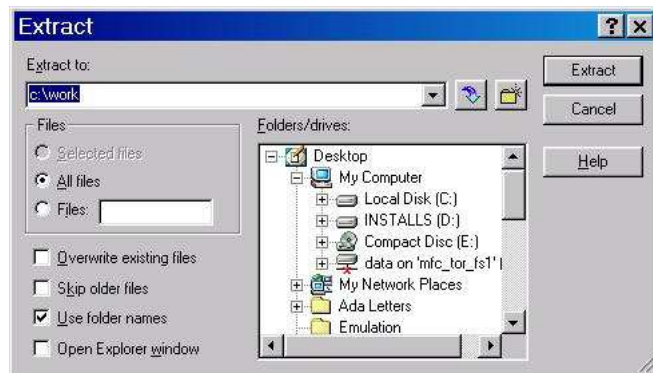 Extract
Extract to:
c:\work
Extract
Cancel
Help
Files
Selected files
All files
Files:
Overwrite existing files
Skip older files
Use folder names
Open Explorer window
Folders/drives:
Desktop
My Computer
Local Disk (C:)
INSTALLS (D:)
Compact Disc (E:)
data on 'mfc_tor_fs1' (
My Network Places
Ada Letters
Emulation